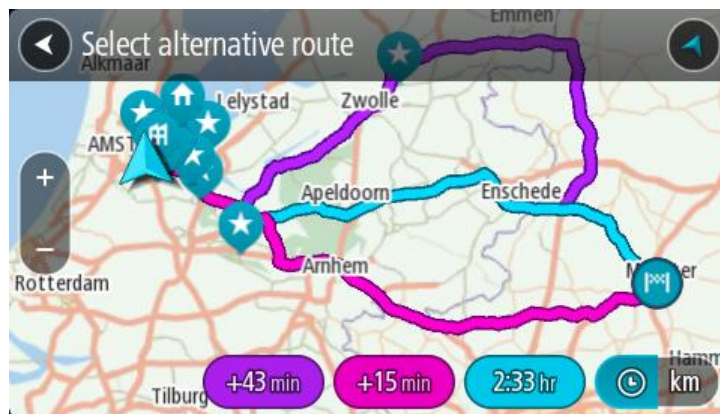 Emmen
Select alternative route
Alkmaar
Lelystad
Zwolle
AMST
+
Apeldoorn
Enschede
−
Arnhem
Rotterdam
Hamm
Tilburg
+43 min
+15 min
2:33 hr
km